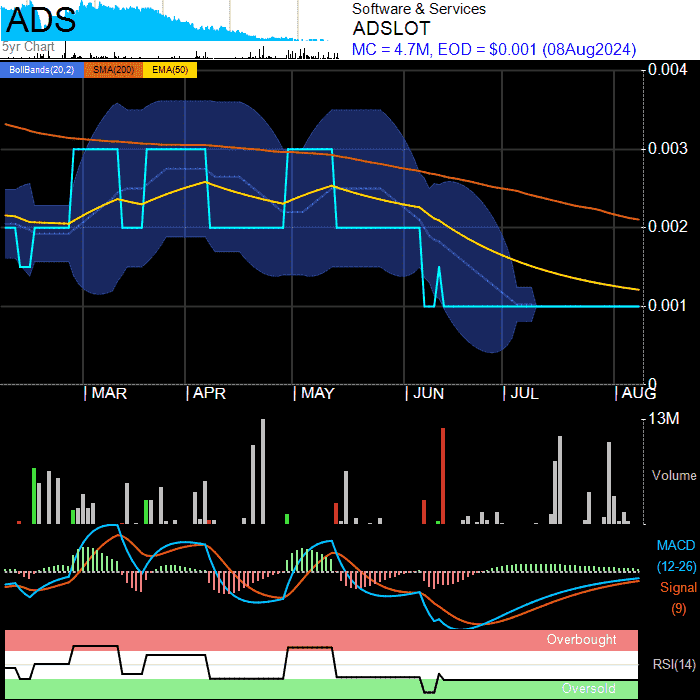 ADS
5yr Chart
Software & Services
ADSLOT
MC = 4.7M, EOD = $0.001 (08Aug2024)
BollBands(20,2) SMA(200) EMA(50)
0.004
0.003
0.002
0.001
0
MAR APR MAY JUN JUL AUG
13M
Volume
MACD
(12-26)
Signal
(9)
Overbought
RSI(14)
Oversold